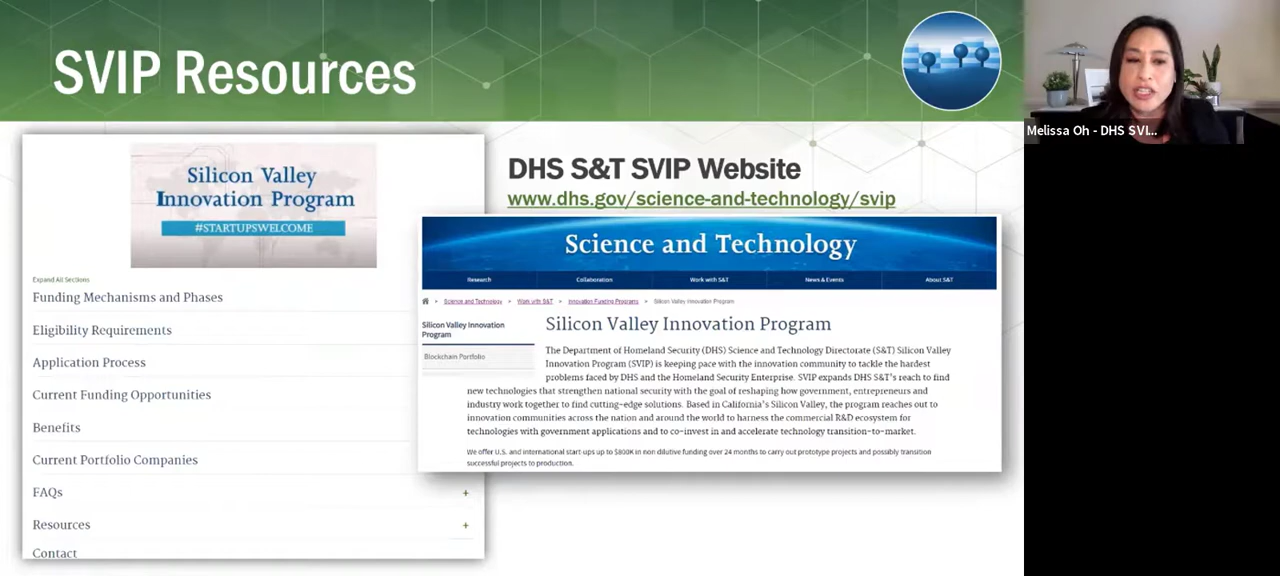 SVIP Resources
Silicon Valley
Innovation Program
#STARTUPSWELCOME
Expand All Sections
Funding Mechanisms and Phases
Eligibility Requirements
Application Process
Current Funding Opportunities
Benefits
Current Portfolio Companies
FAQs +
Resources +
Contact
DHS S&T SVIP Website
www.dhs.gov/science-and-technology/svip
Science and Technology
Research Collaboration Work with S&T News & Events About S&T
Science and Technology > Work with S&T > Innovation Funding Programs > Silicon Valley Innovation Program
Silicon Valley Innovation
Program
Blockchain Portfolio
Silicon Valley Innovation Program
The Department of Homeland Security (DHS) Science and Technology Directorate (S&T) Silicon Valley
Innovation Program (SVIP) is keeping pace with the innovation community to tackle the hardest
problems faced by DHS and the Homeland Security Enterprise. SVIP expands DHS S&T's reach to find
new technologies that strengthen national security with the goal of reshaping how government, entrepreneurs and
industry work together to find cutting-edge solutions. Based in California's Silicon Valley, the program reaches out to
innovation communities across the nation and around the world to harness the commercial R&D ecosystem for
technologies with government applications and to co-invest in and accelerate technology transition-to-market.
We offer U.S. and international start-ups up to $800K in non dilutive funding over 24 months to carry out prototype projects and possibly transition
successful projects to production.
Melissa Oh - DHS SVI...